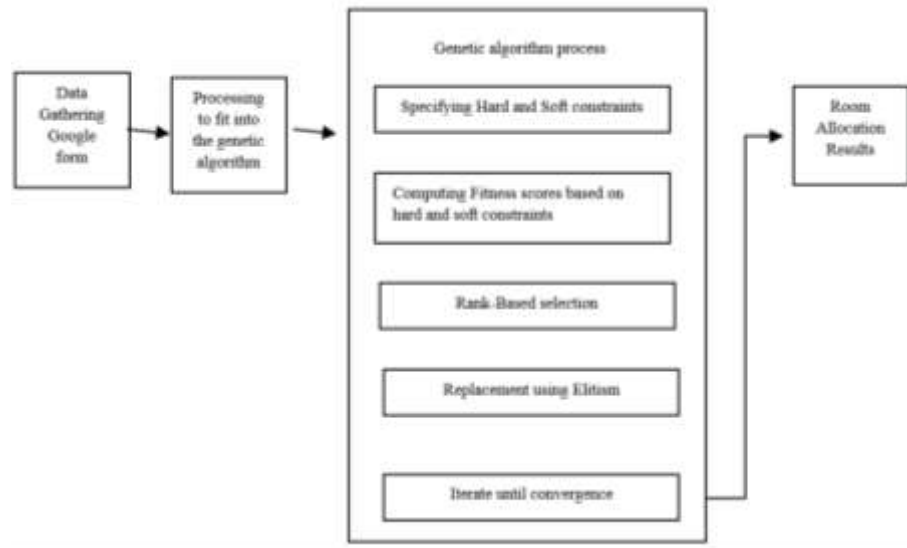 Data
Gathering
Google
form
Processing
to fit into
the genetic
algorithm
Genetic algorithm process
Specifying Hard and Soft constraints
Computing Fitness scores based on
hard and soft constraints
Rank-Based selection
Replacement using Elitism
Iterate until convergence
Room
Allocation
Results